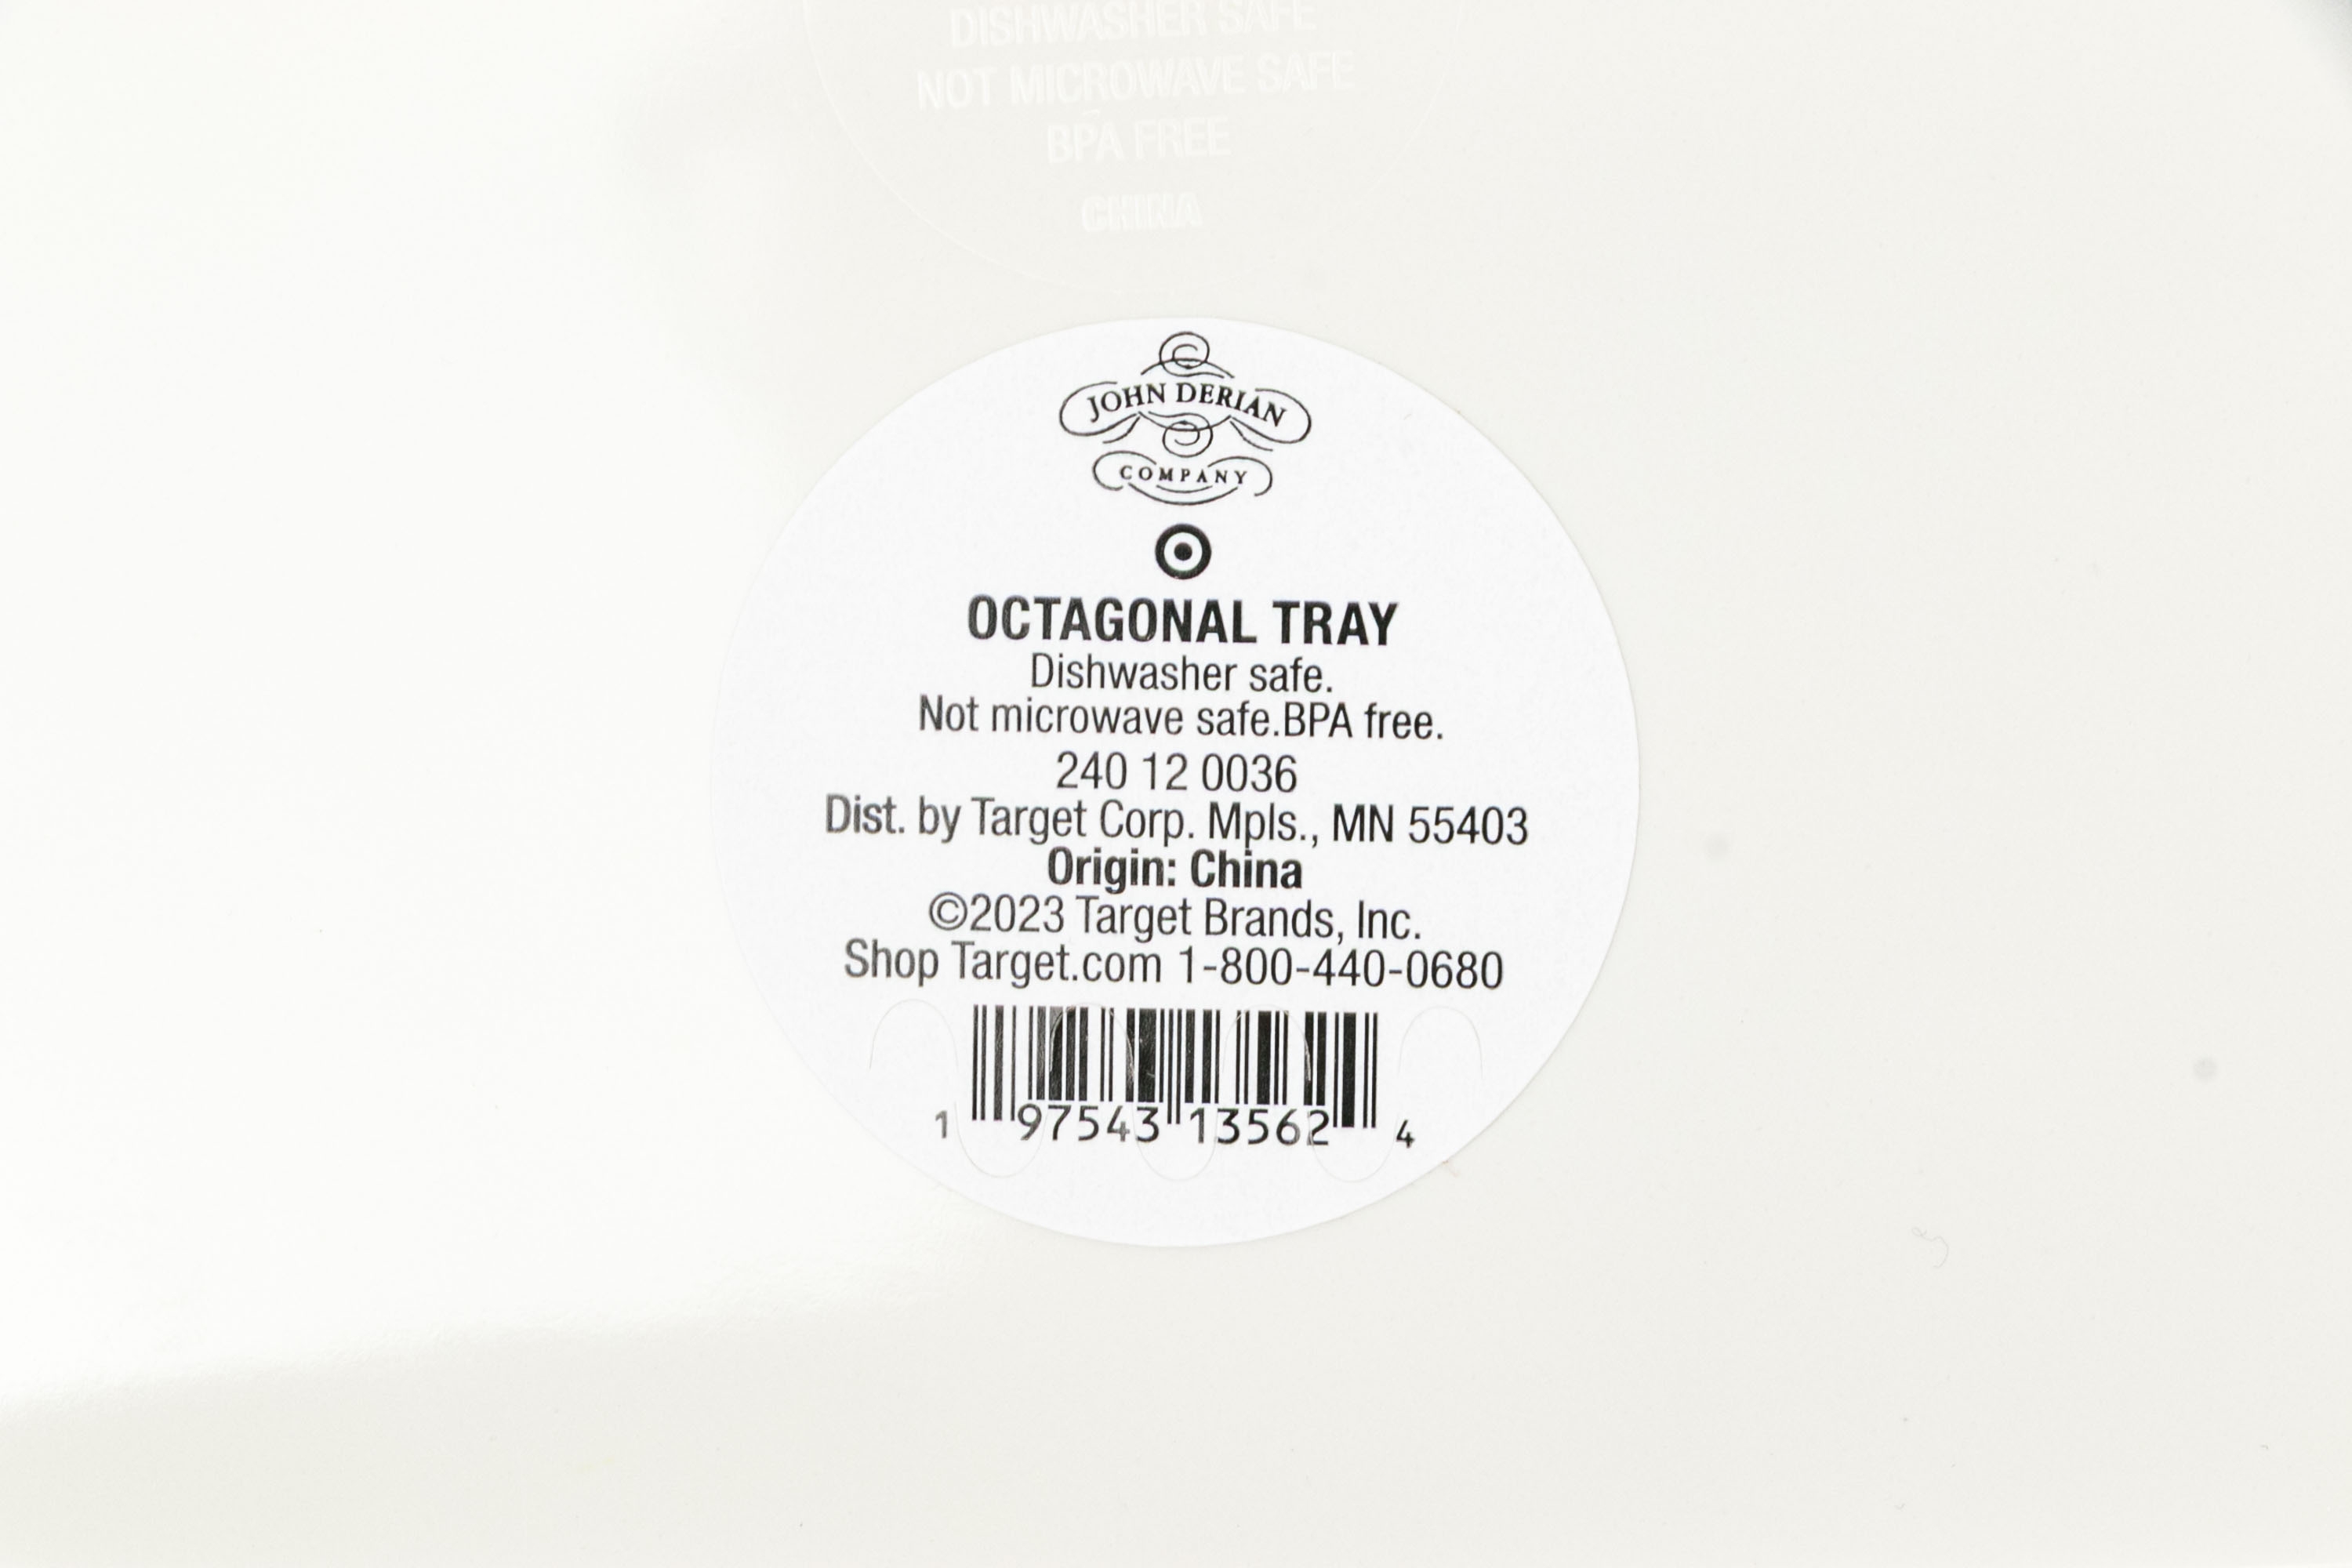 DISHWASHER SAFE
NOT MICROWAVE SAFE
BPA FREE
CHINA
JOHN DERIAN
COMPANY
OCTAGONAL TRAY
Dishwasher safe.
Not microwave safe.BPA free.
240 12 0036
Dist. by Target Corp. Mpls., MN 55403
Origin: China
©2023 Target Brands, Inc.
Shop Target.com 1-800-440-0680
1 97543 13562 4